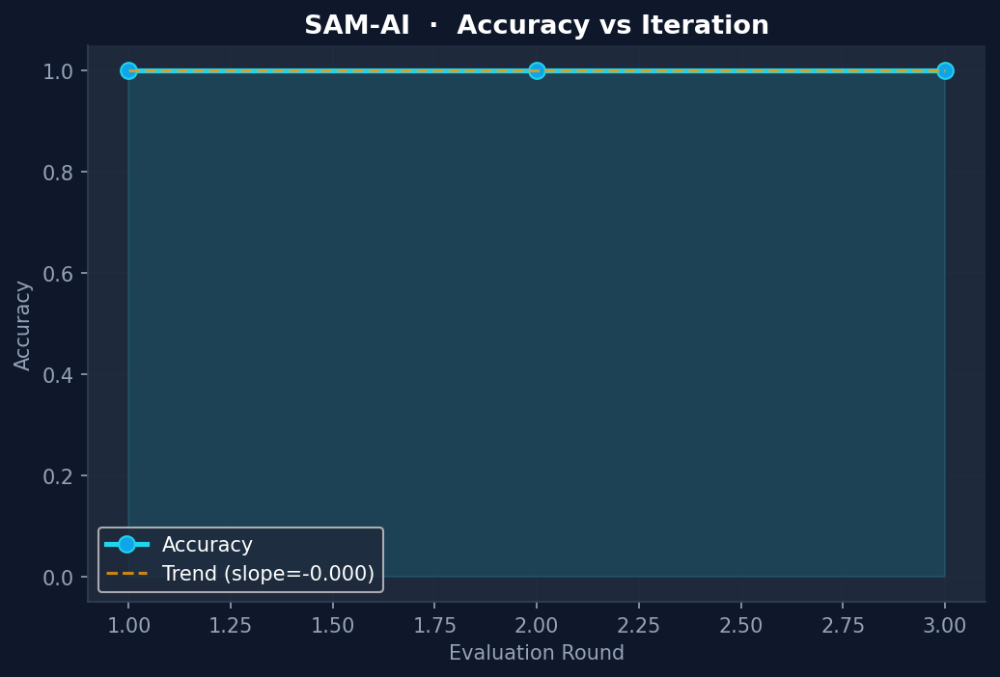 SAM-AI · Accuracy vs Iteration
1.0
0.8
0.6
0.4
0.2
0.0
Accuracy
Accuracy
Trend (slope=-0.000)
1.00 1.25 1.50 1.75 2.00 2.25 2.50 2.75 3.00
Evaluation Round